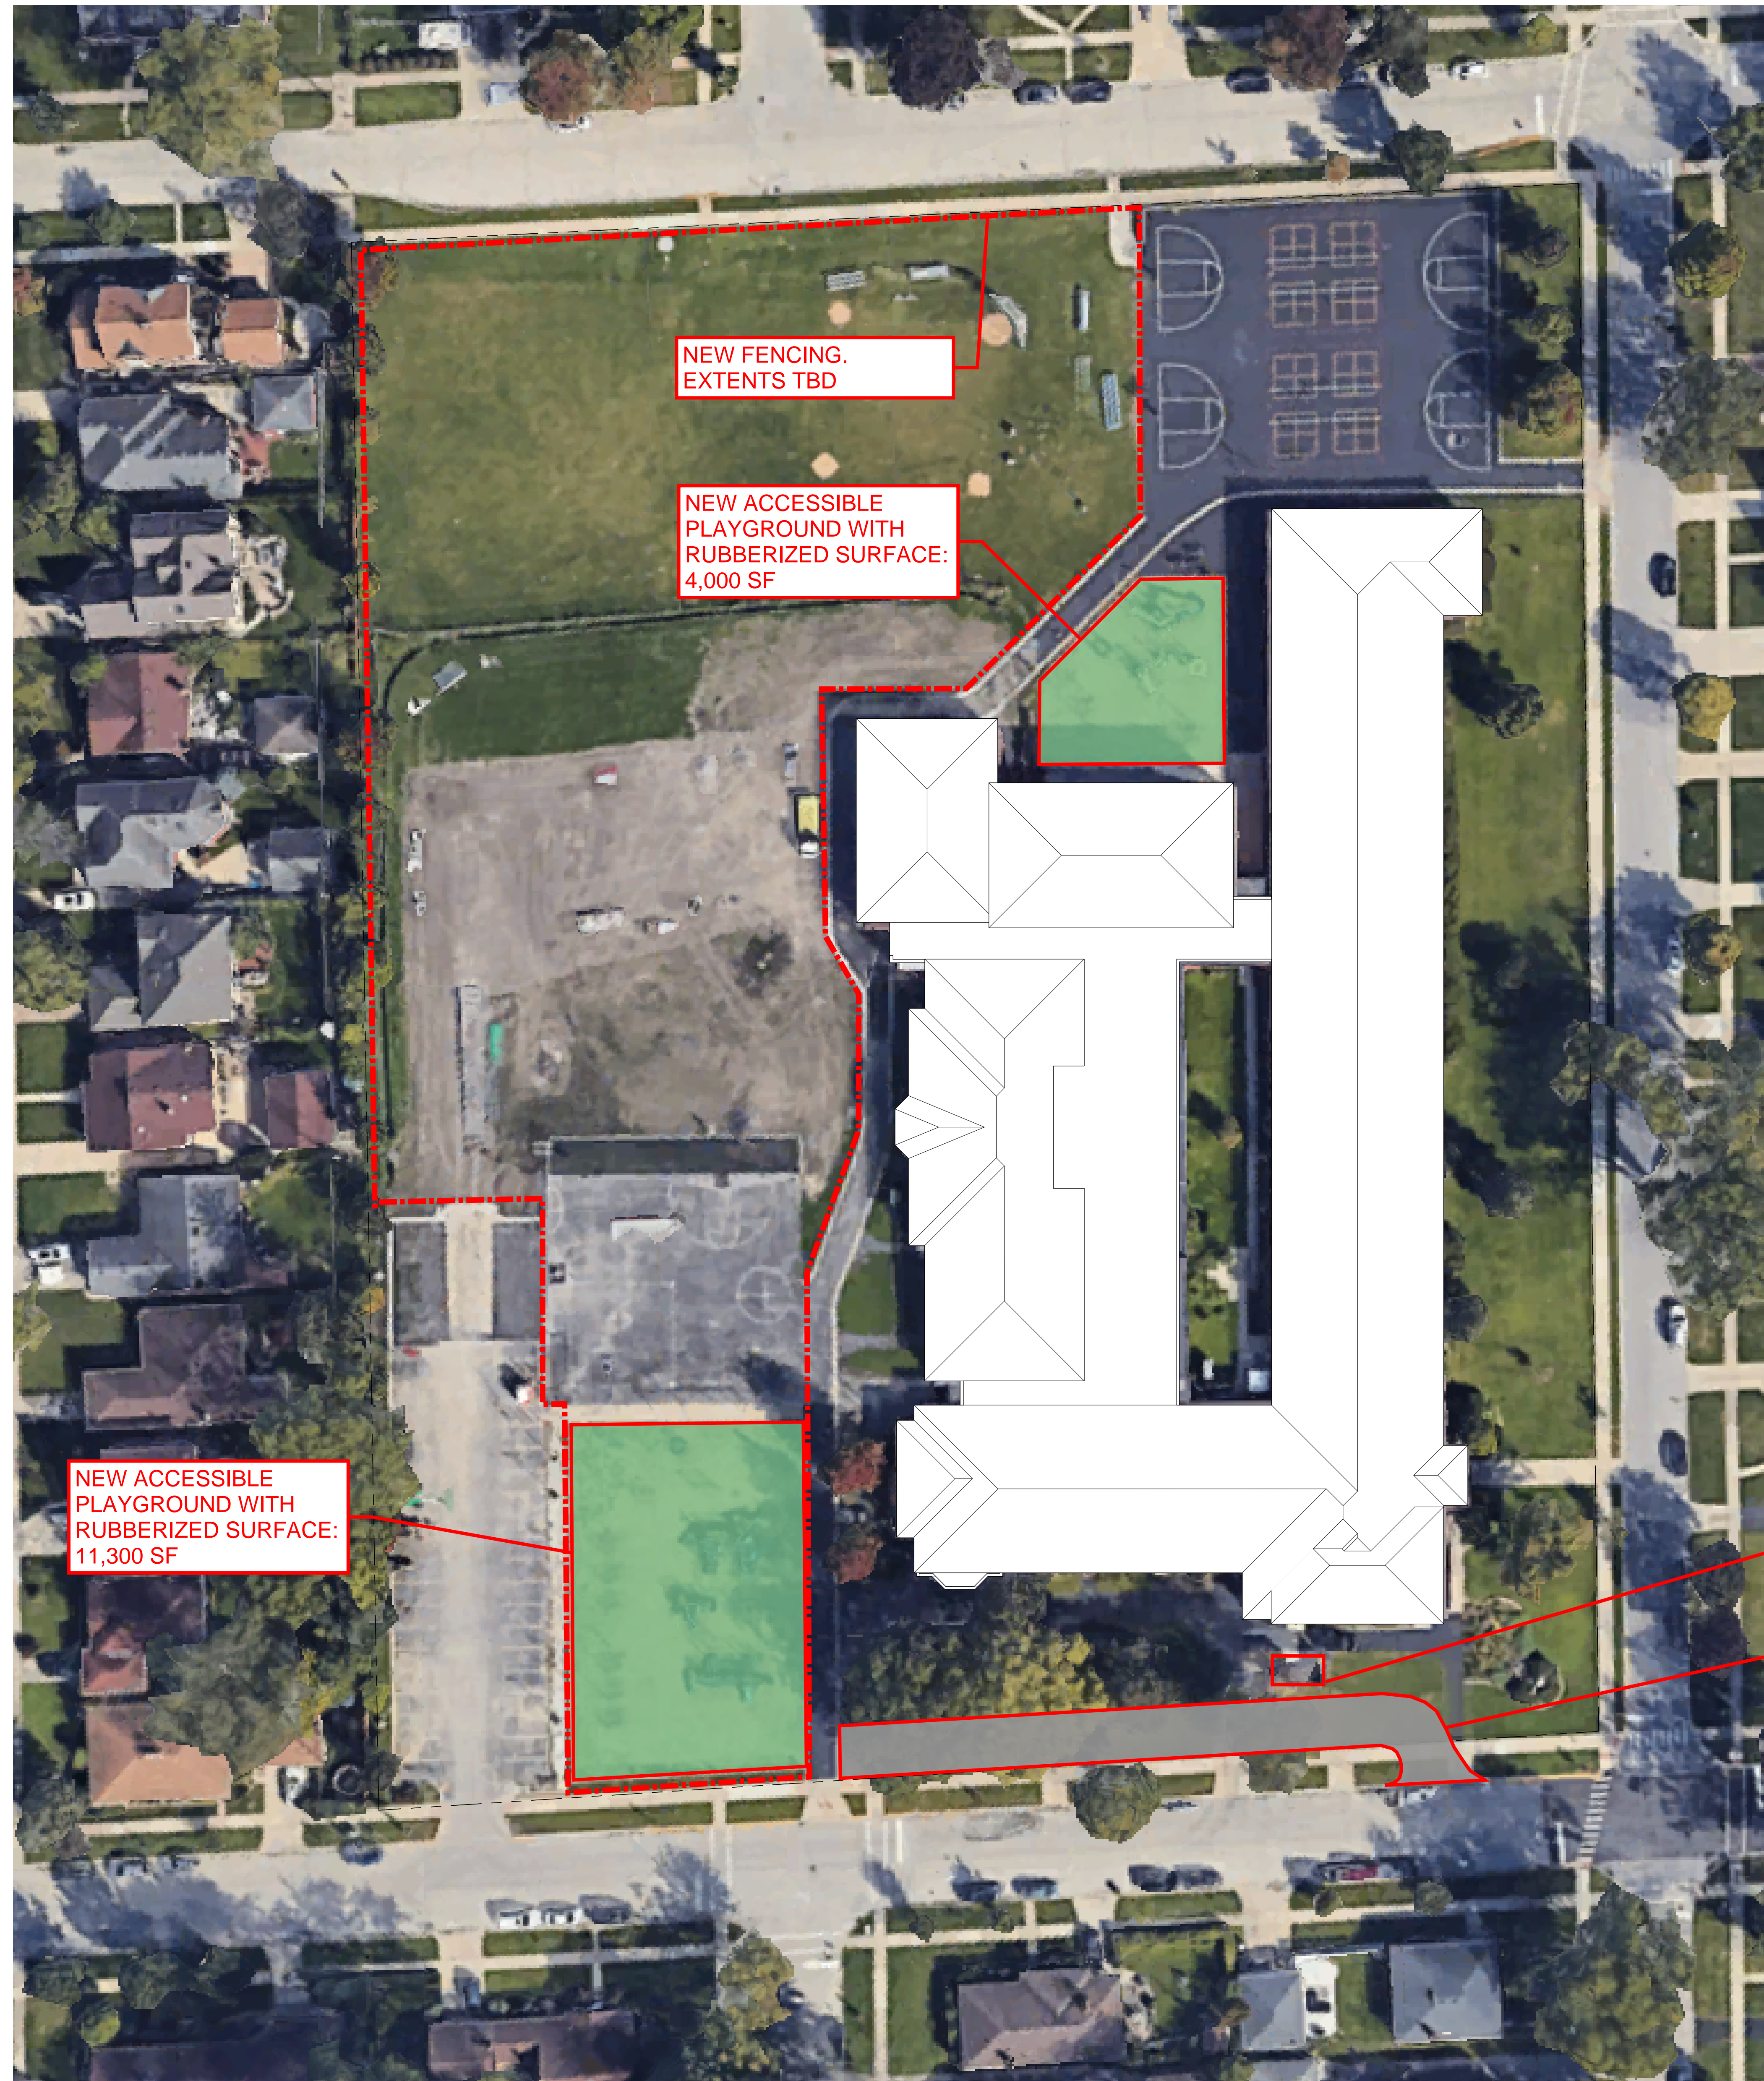 NEW FENCING.
EXTENTS TBD
NEW ACCESSIBLE
PLAYGROUND WITH
RUBBERIZED SURFACE:
4,000 SF
NEW ACCESSIBLE
PLAYGROUND WITH
RUBBERIZED SURFACE:
11,300 SF